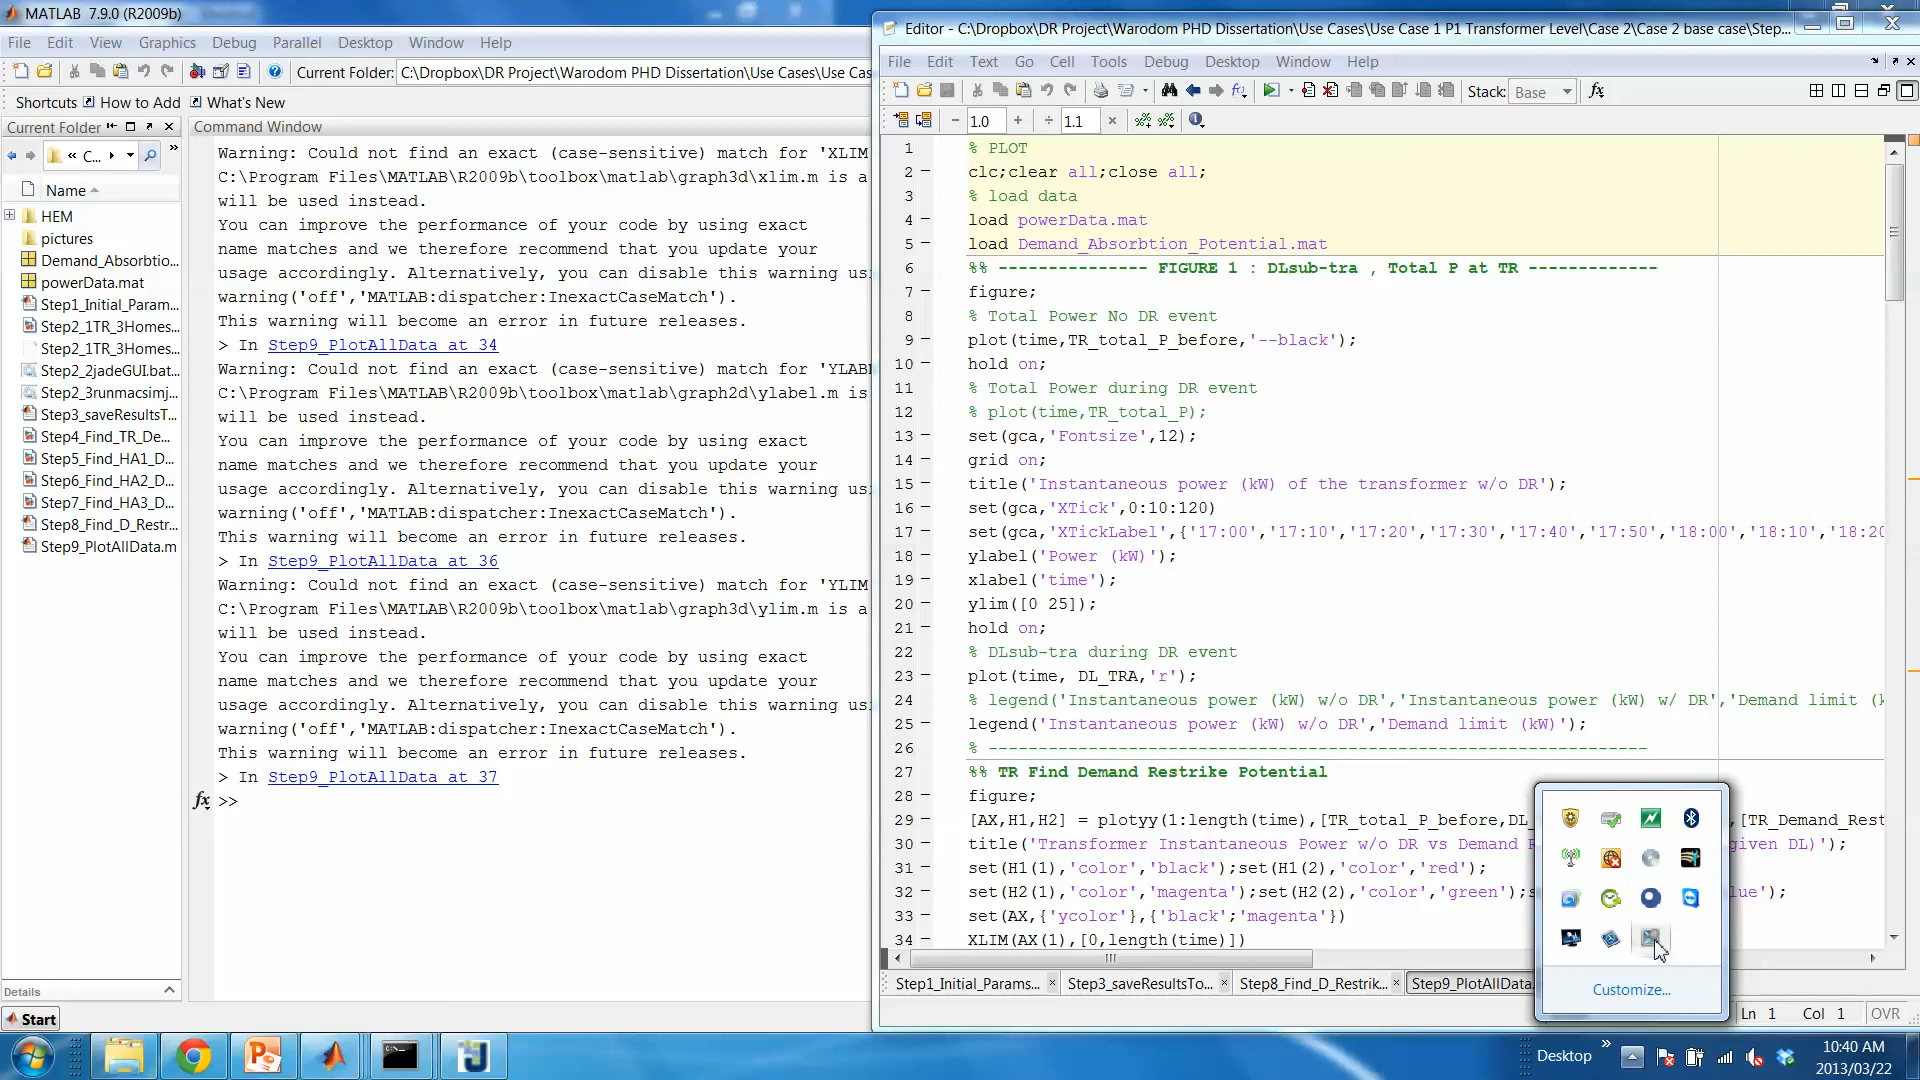 MATLAB 7.9.0 (R2009b)
File Edit View Graphics Debug Parallel Desktop Window Help
Current Folder: C:\Dropbox\DR Project\Warodom PHD Dissertation\Use Cases\Use Cas
Shortcuts How to Add What's New
Current Folder
« C...
Name
HEM
pictures
Demand_Absorbtio...
powerData.mat
Step1_Initial_Param...
Step2_1TR_3Homes...
Step2_1TR_3Homes...
Step2_2jadeGUI.bat...
Step2_3runmacsimj...
Step3_saveResultsT...
Step4_Find_TR_De...
Step5_Find_HA1_D...
Step6_Find_HA2_D...
Step7_Find_HA3_D...
Step8_Find_D_Restr...
Step9_PlotAllData.m
Details
Start
Command Window
Warning: Could not find an exact (case-sensitive) match for 'XLIM
C:\Program Files\MATLAB\R2009b\toolbox\matlab\graph3d\xlim.m is a
will be used instead.
You can improve the performance of your code by using exact
name matches and we therefore recommend that you update your
usage accordingly. Alternatively, you can disable this warning usi
warning('off','MATLAB:dispatcher:InexactCaseMatch').
This warning will become an error in future releases.
> In Step9_PlotAllData at 34
Warning: Could not find an exact (case-sensitive) match for 'YLABE
C:\Program Files\MATLAB\R2009b\toolbox\matlab\graph2d\ylabel.m is
will be used instead.
You can improve the performance of your code by using exact
name matches and we therefore recommend that you update your
usage accordingly. Alternatively, you can disable this warning usi
warning('off','MATLAB:dispatcher:InexactCaseMatch').
This warning will become an error in future releases.
> In Step9_PlotAllData at 36
Warning: Could not find an exact (case-sensitive) match for 'YLIM
C:\Program Files\MATLAB\R2009b\toolbox\matlab\graph3d\ylim.m is a
will be used instead.
You can improve the performance of your code by using exact
name matches and we therefore recommend that you update your
usage accordingly. Alternatively, you can disable this warning usi
warning('off','MATLAB:dispatcher:InexactCaseMatch').
This warning will become an error in future releases.
> In Step9_PlotAllData at 37
fx >>
Editor - C:\Dropbox\DR Project\Warodom PHD Dissertation\Use Cases\Use Case 1 P1 Transformer Level\Case 2\Case 2 base case\Step...
File Edit Text Go Cell Tools Debug Desktop Window Help
Stack: Base fx
− 1.0 + ÷ 1.1 ×
1 % PLOT
2 clc;clear all;close all;
3 % load data
4 load powerData.mat
5 load Demand_Absorbtion_Potential.mat
6 %% --------------- FIGURE 1 : DLsub-tra , Total P at TR -------------
7 figure;
8 % Total Power No DR event
9 plot(time,TR_total_P_before,'--black');
10 hold on;
11 % Total Power during DR event
12 % plot(time,TR_total_P);
13 set(gca,'Fontsize',12);
14 grid on;
15 title('Instantaneous power (kW) of the transformer w/o DR');
16 set(gca,'XTick',0:10:120)
17 set(gca,'XTickLabel',{'17:00','17:10','17:20','17:30','17:40','17:50','18:00','18:10','18:20
18 ylabel('Power (kW)');
19 xlabel('time');
20 ylim([0 25]);
21 hold on;
22 % DLsub-tra during DR event
23 plot(time, DL_TRA,'r');
24 % legend('Instantaneous power (kW) w/o DR','Instantaneous power (kW) w/ DR','Demand limit (k
25 legend('Instantaneous power (kW) w/o DR','Demand limit (kW)');
26 % ------------------------------------------------------------------
27 %% TR Find Demand Restrike Potential
28 figure;
29 [AX,H1,H2] = plotyy(1:length(time),[TR_total_P_before,DL_ ,[TR_Demand_Rest
30 title('Transformer Instantaneous Power w/o DR vs Demand R given DL)');
31 set(H1(1),'color','black');set(H1(2),'color','red');
32 set(H2(1),'color','magenta');set(H2(2),'color','green');s lue');
33 set(AX,{'ycolor'},{'black';'magenta'})
34 XLIM(AX(1),[0,length(time)])
Step1_Initial_Params... × Step3_saveResultsTo... × Step8_Find_D_Restrik... × Step9_PlotAllData.
Customize...
Ln 1 Col 1 OVR
Desktop
10:40 AM
2013/03/22